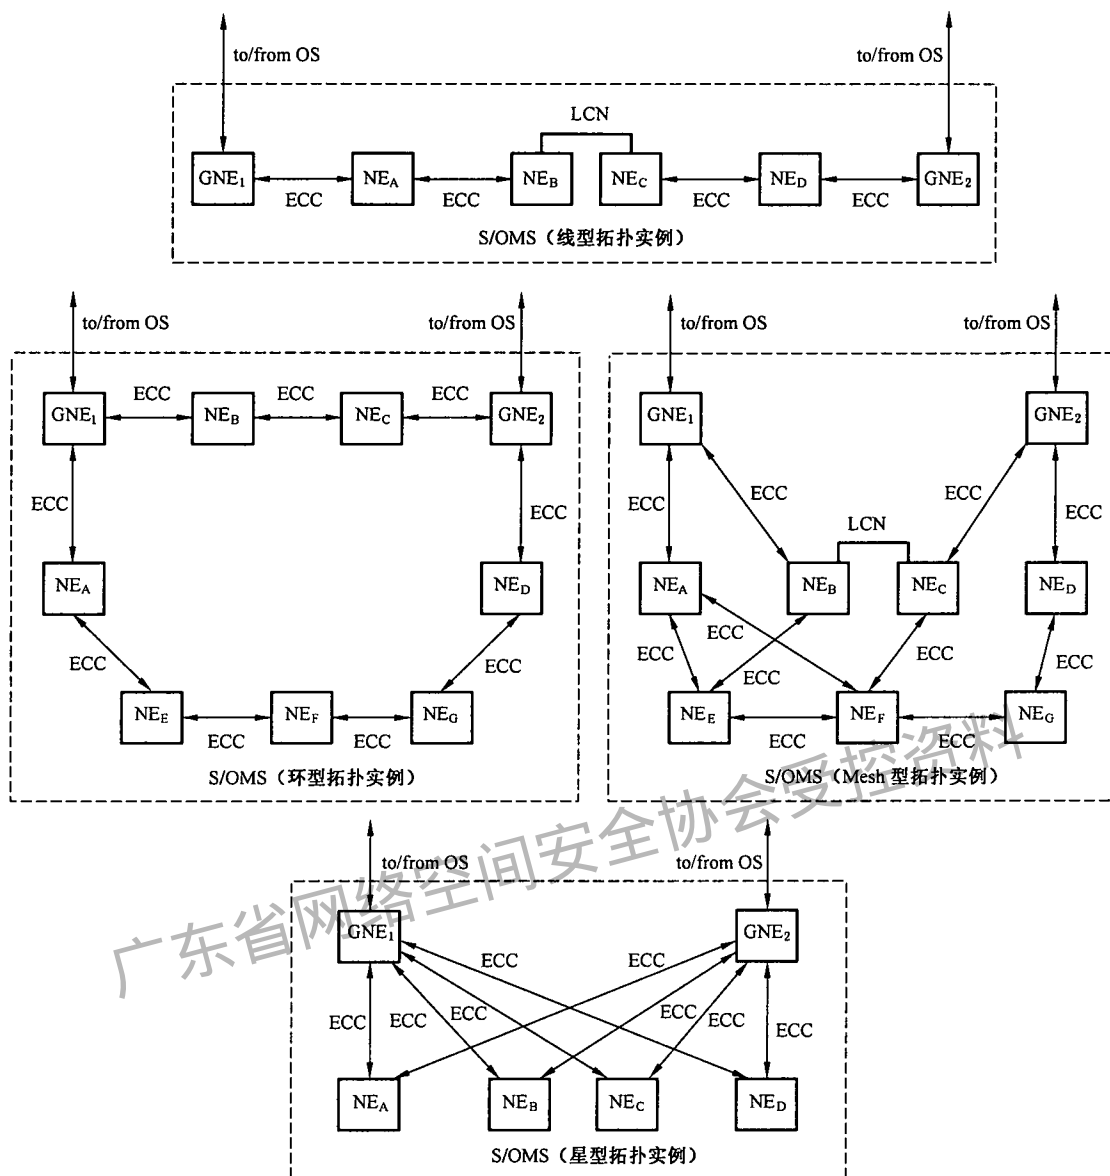 to/from OS
to/from OS
LCN
GNE1
NEA
NEB
NEC
NED
GNE2
ECC
ECC
ECC
ECC
S/OMS（线型拓扑实例）
to/from OS
to/from OS
GNE1
ECC
NEB
ECC
NEC
ECC
GNE2
ECC
ECC
NEA
NED
ECC
ECC
NEE
NEF
NEG
ECC
ECC
S/OMS（环型拓扑实例）
to/from OS
to/from OS
GNE1
GNE2
ECC
ECC
ECC
ECC
LCN
NEA
NEB
NEC
NED
ECC
ECC
ECC
ECC
ECC
NEE
NEF
NEG
ECC
ECC
S/OMS（Mesh 型拓扑实例）
to/from OS
to/from OS
GNE1
GNE2
ECC
ECC
ECC
ECC
ECC
ECC
ECC
ECC
NEA
NEB
NEC
NED
S/OMS（星型拓扑实例）
广东省网络空间安全协会受控资料